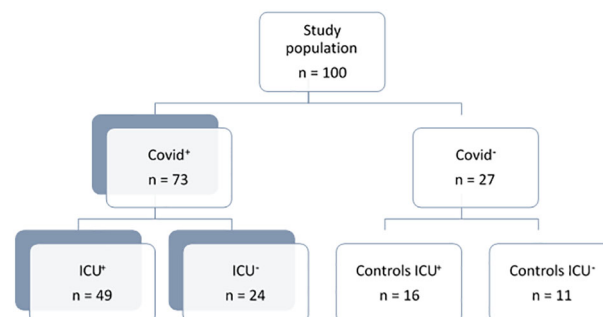 Study
population
n = 100
Covid⁺
n = 73
Covid⁻
n = 27
ICU⁺
n = 49
ICU⁻
n = 24
Controls ICU⁺
n = 16
Controls ICU⁻
n = 11